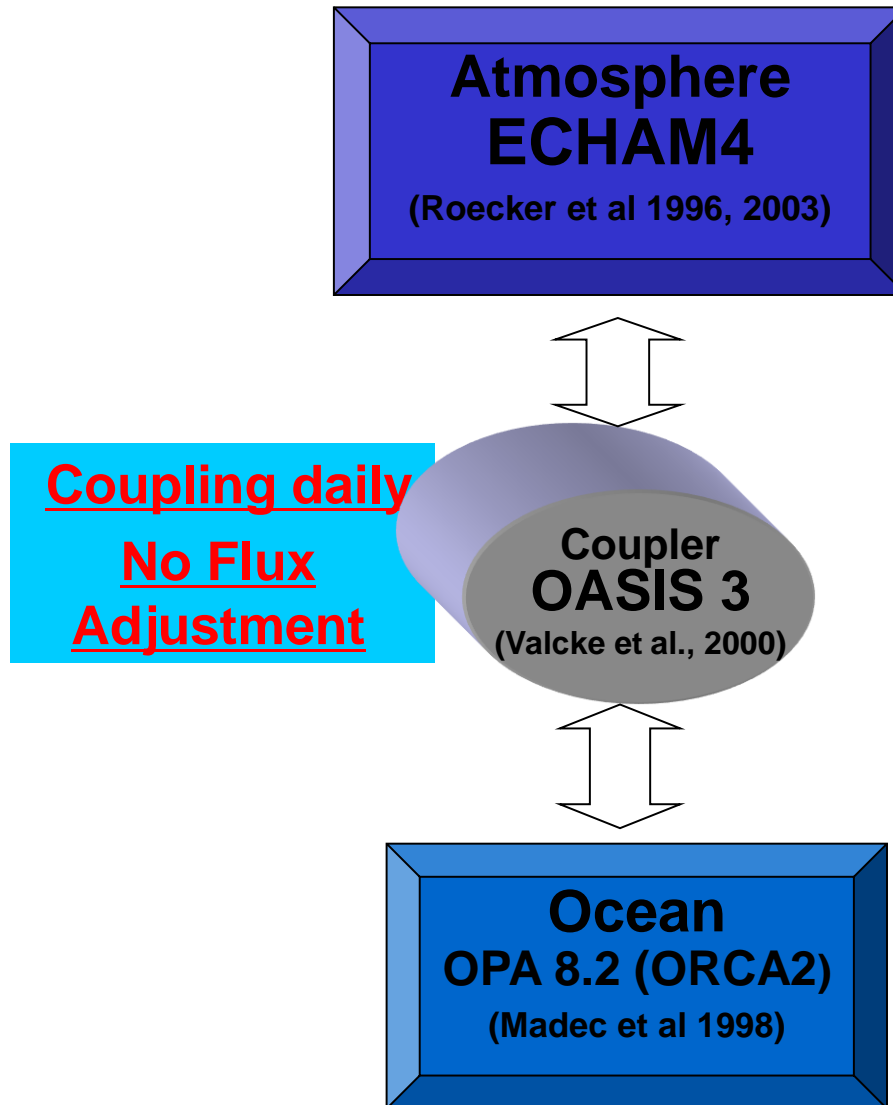 Atmosphere
ECHAM4
(Roecker et al 1996, 2003)
Coupling daily
No Flux
Adjustment
Coupler
OASIS 3
(Valcke et al., 2000)
Ocean
OPA 8.2 (ORCA2)
(Madec et al 1998)